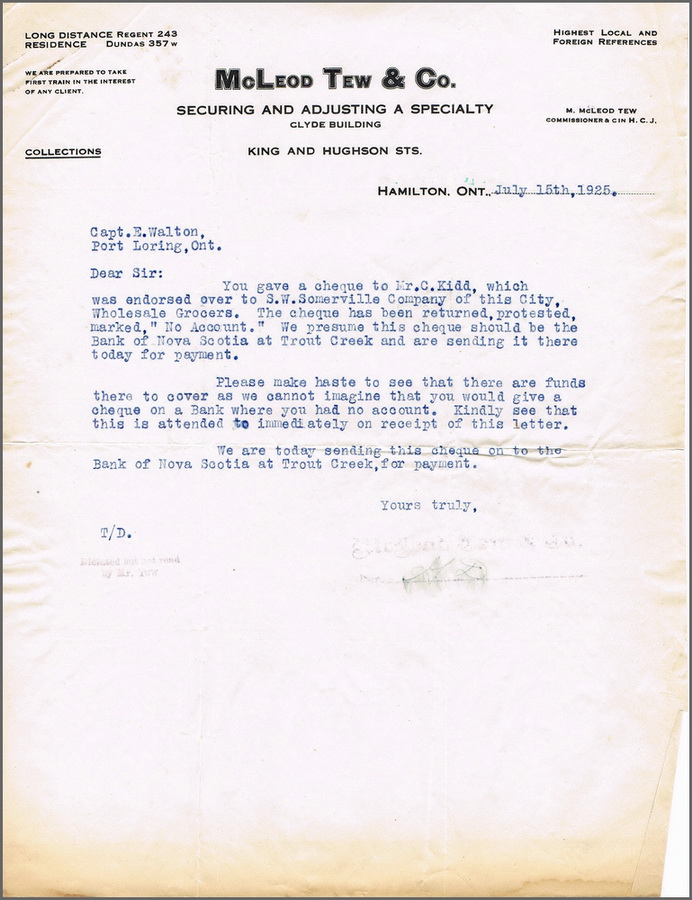 LONG DISTANCE REGENT 243
RESIDENCE DUNDAS 357 W
HIGHEST LOCAL AND
FOREIGN REFERENCES
WE ARE PREPARED TO TAKE
FIRST TRAIN IN THE INTEREST
OF ANY CLIENT.
MCLEOD TEW & CO.
SECURING AND ADJUSTING A SPECIALTY
CLYDE BUILDING
M. MCLEOD TEW
COMMISSIONER & C IN H. C. J.
COLLECTIONS
KING AND HUGHSON STS.
HAMILTON, ONT., July 15th,1925.
Capt.E.Walton,
Port Loring,Ont.
Dear Sir:
You gave a cheque to Mr.C.Kidd, which
was endorsed over to S.W.Somerville Company of this City,
Wholesale Grocers. The cheque has been returned,protested,
marked," No Account." We presume this cheque should be the
Bank of Nova Scotia at Trout Creek and are sending it there
today for payment.
Please make haste to see that there are funds
there to cover as we cannot imagine that you would give a
cheque on a Bank where you had no account. Kindly see that
this is attended to immediately on receipt of this letter.
We are today sending this cheque on to the
Bank of Nova Scotia at Trout Creek,for payment.
Yours truly,
T/D.
Dictated but not read
by Mr. Tew